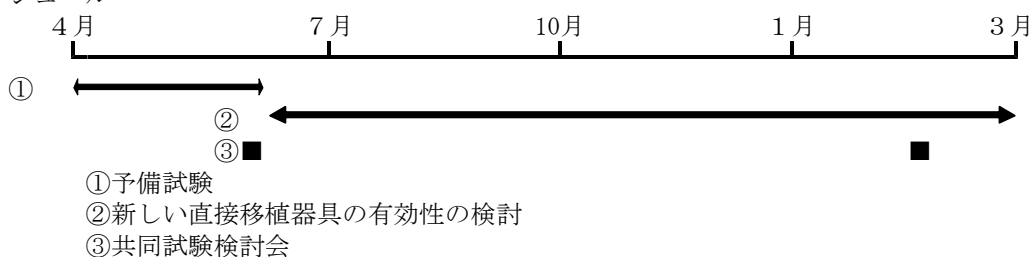 ４月 ７月 10月 １月 ３月
①
②
③■ ■
①予備試験
②新しい直接移植器具の有効性の検討
③共同試験検討会